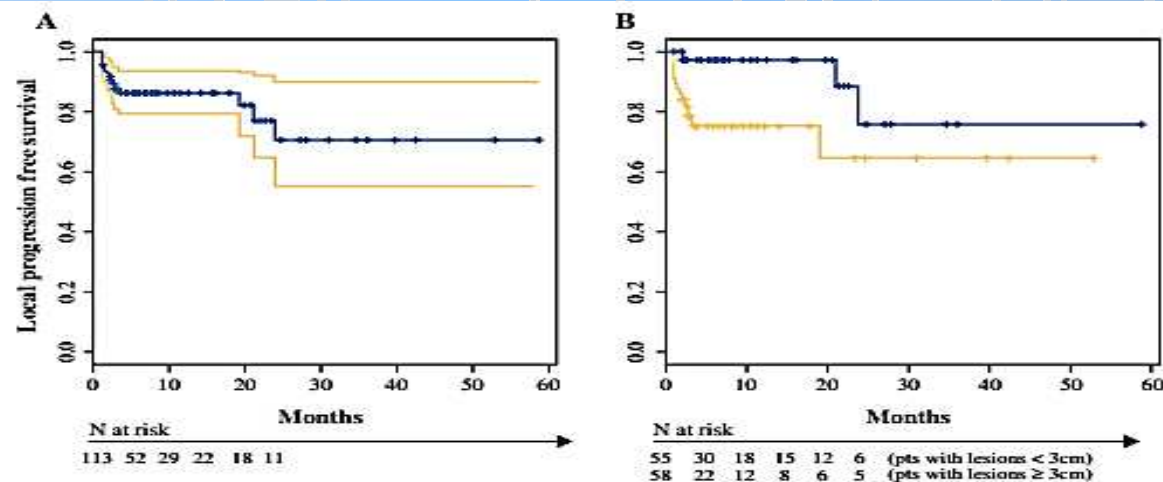 A
Local progression free survival
1.0
0.8
0.6
0.4
0.2
0.0
0 10 20 30 40 50 60
Months
N at risk
113 52 29 22 18 11
B
1.0
0.8
0.6
0.4
0.2
0.0
0 10 20 30 40 50 60
Months
N at risk
55 30 18 15 12 6 (pts with lesions < 3cm)
58 22 12 8 6 5 (pts with lesions ≥ 3cm)